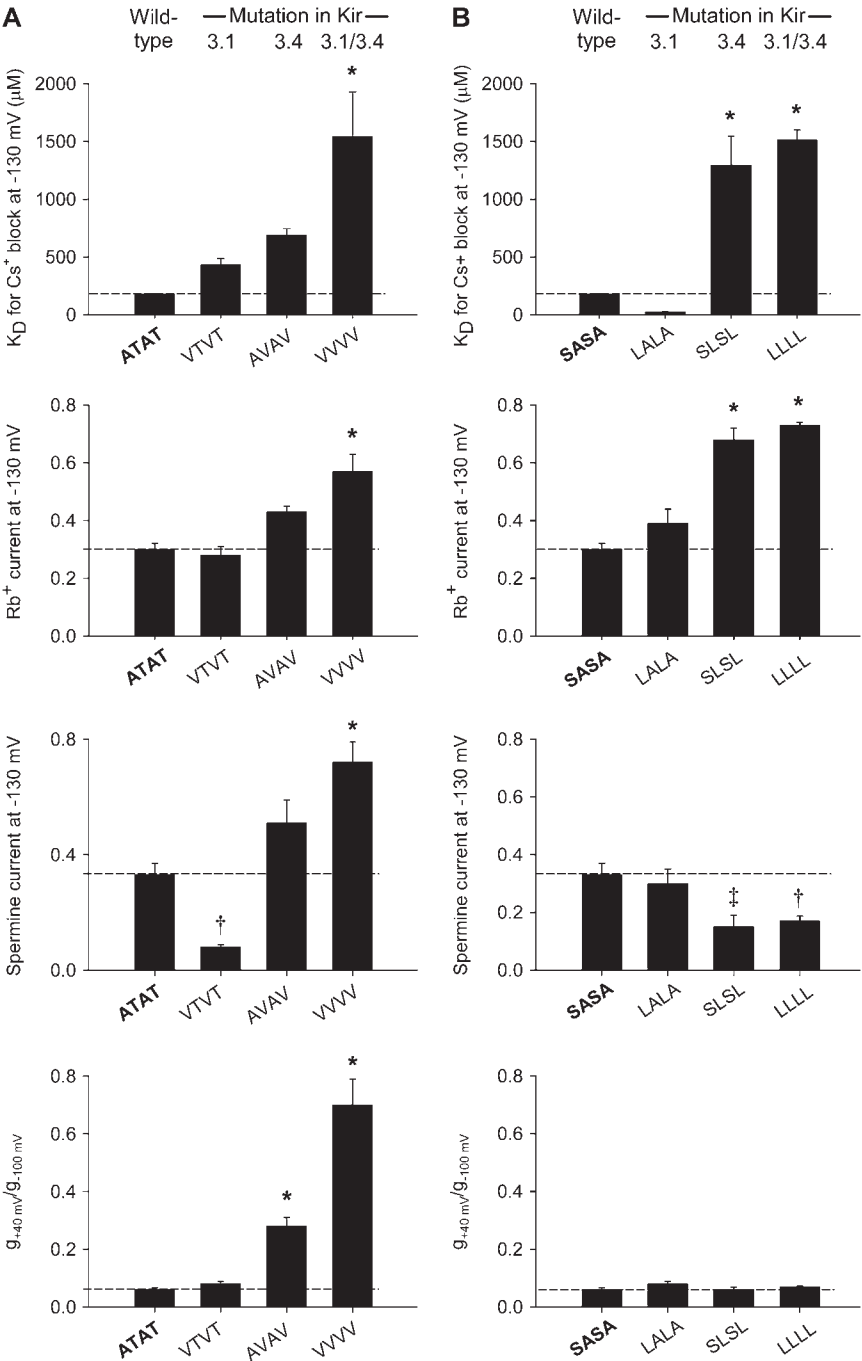 A
Wild-
type
Mutation in Kir
3.1 3.4 3.1/3.4
K_D for Cs⁺ block at -130 mV (μM)
2000
1500
1000
500
0
*
ATAT VTVT AVAV VVVV
Rb⁺ current at -130 mV
0.8
0.6
0.4
0.2
0.0
*
ATAT VTVT AVAV VVVV
Spermine current at -130 mV
0.8
0.4
0.0
† *
ATAT VTVT AVAV VVVV
g+40 mV/g-100 mV
0.8
0.6
0.4
0.2
0.0
* *
ATAT VTVT AVAV VVVV
B
Wild-
type
Mutation in Kir
3.1 3.4 3.1/3.4
K_D for Cs+ block at -130 mV (μM)
2000
1500
1000
500
0
* *
SASA LALA SLSL LLLL
Rb⁺ current at -130 mV
0.8
0.6
0.4
0.2
0.0
* *
SASA LALA SLSL LLLL
Spermine current at -130 mV
0.8
0.6
0.4
0.2
0.0
‡ †
SASA LALA SLSL LLLL
g+40 mV/g-100 mV
0.8
0.6
0.4
0.2
0.0
SASA LALA SLSL LLLL